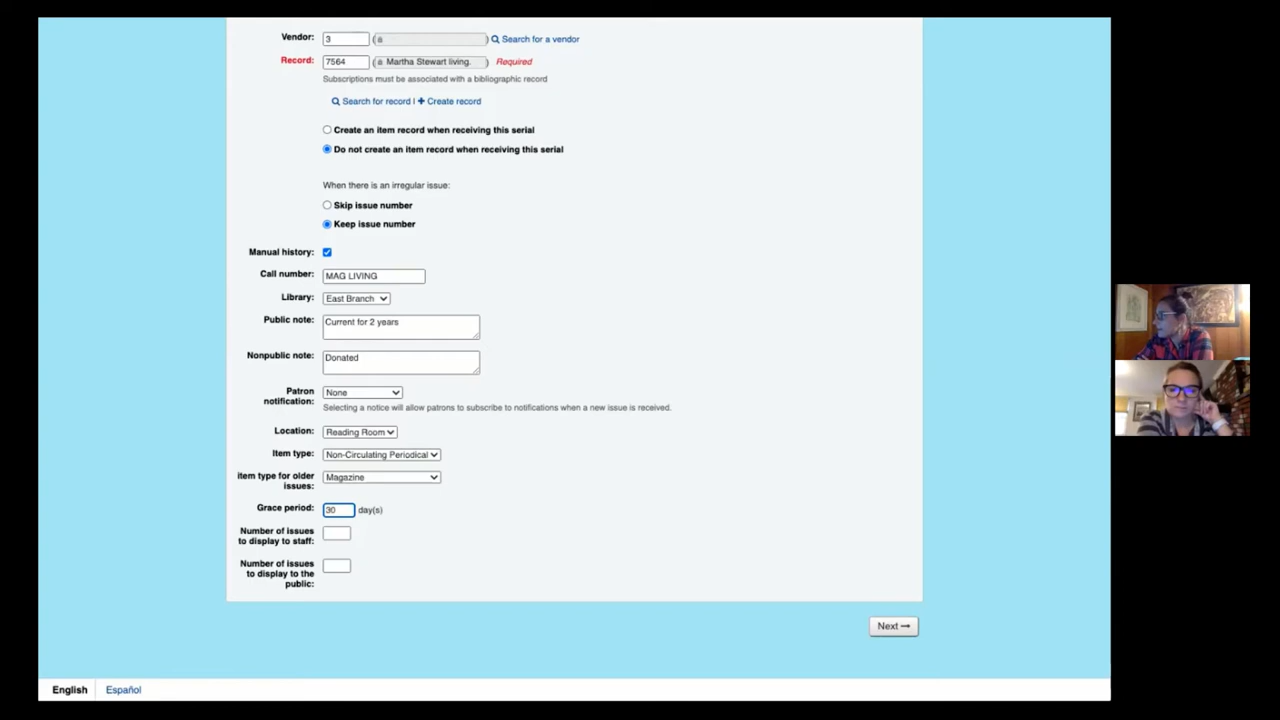 Vendor: 3 ( ) Search for a vendor
Record: 7564 ( Martha Stewart living. ) Required
Subscriptions must be associated with a bibliographic record
Search for record | + Create record
Create an item record when receiving this serial
Do not create an item record when receiving this serial
When there is an irregular issue:
Skip issue number
Keep issue number
Manual history:
Call number: MAG LIVING
Library: East Branch
Public note: Current for 2 years
Nonpublic note: Donated
Patron
notification: None
Selecting a notice will allow patrons to subscribe to notifications when a new issue is received.
Location: Reading Room
Item type: Non-Circulating Periodical
item type for older
issues: Magazine
Grace period: 30 day(s)
Number of issues
to display to staff:
Number of issues
to display to the
public:
Next →
English Español